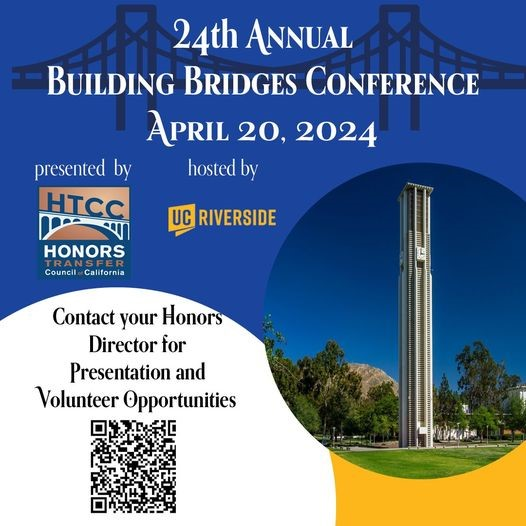 24th Annual
Building Bridges Conference
April 20, 2024
presented by
hosted by
HTCC
HONORS
TRANSFER
Council of California
UC RIVERSIDE
Contact your Honors
Director for
Presentation and
Volunteer Opportunities